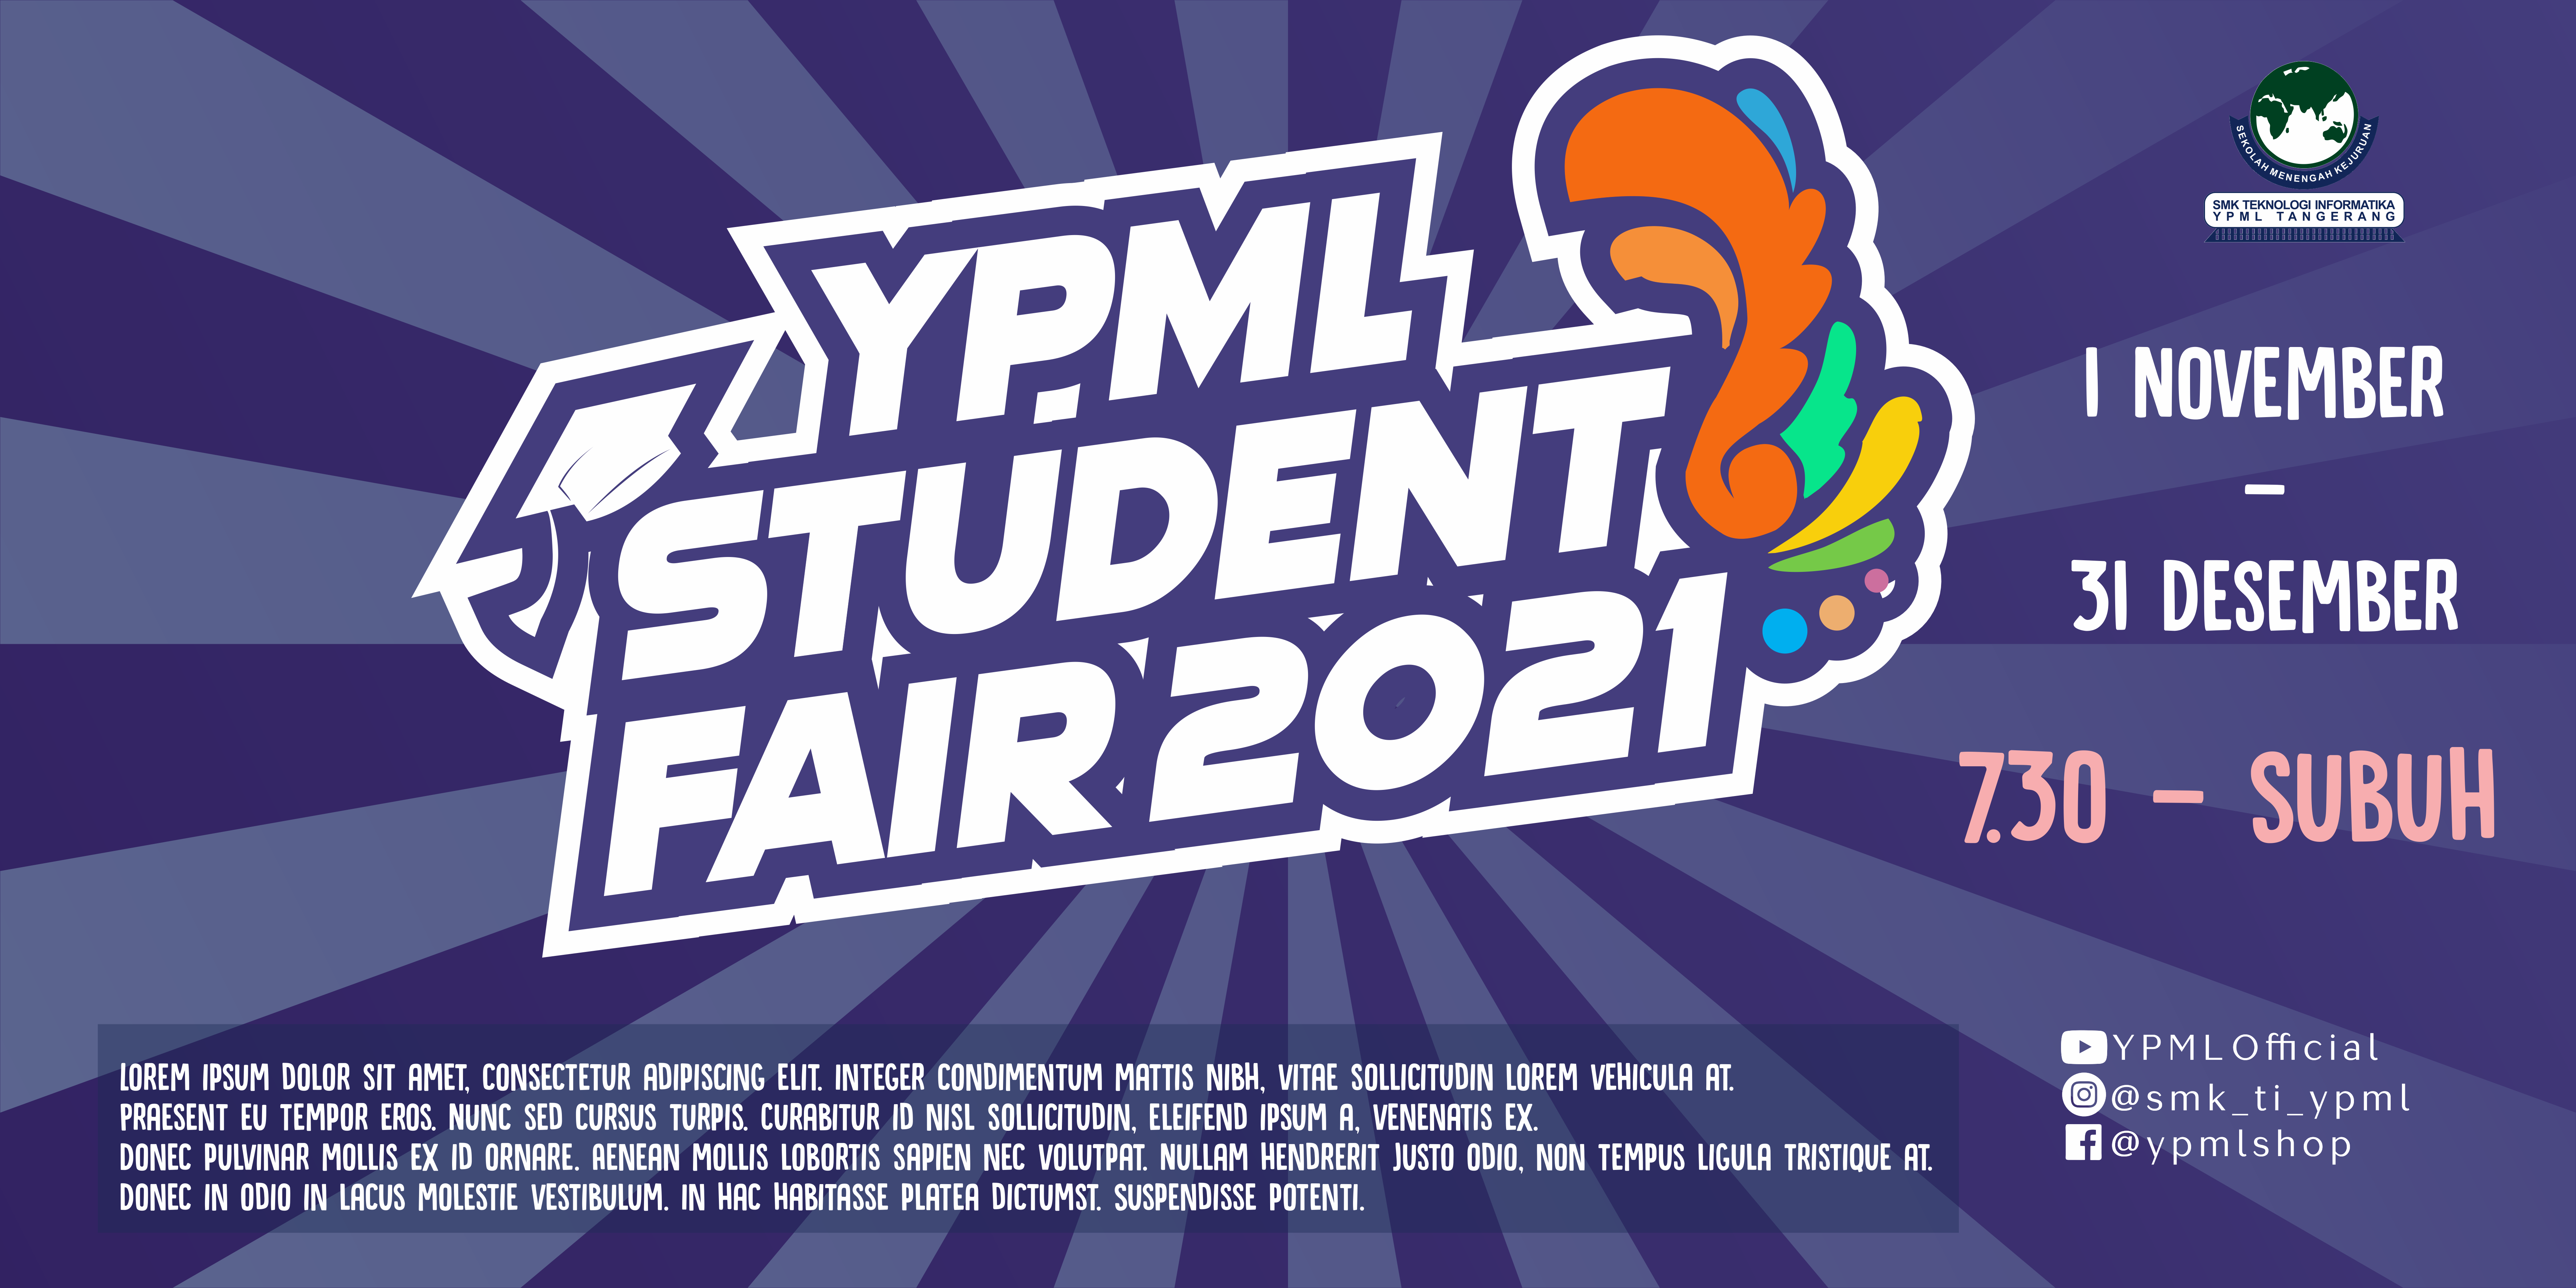 YPML
STUDENT
FAIR 2021
SEKOLAH MENENGAH KEJURUAN
SMK TEKNOLOGI INFORMATIKA
YPML TANGERANG
1 NOVEMBER
-
31 DESEMBER
7.30 - SUBUH
LOREM IPSUM DOLOR SIT AMET, CONSECTETUR ADIPISCING ELIT. INTEGER CONDIMENTUM MATTIS NIBH, VITAE SOLLICITUDIN LOREM VEHICULA AT.
PRAESENT EU TEMPOR EROS. NUNC SED CURSUS TURPIS. CURABITUR ID NISL SOLLICITUDIN, ELEIFEND IPSUM A, VENENATIS EX.
DONEC PULVINAR MOLLIS EX ID ORNARE. AENEAN MOLLIS LOBORTIS SAPIEN NEC VOLUTPAT. NULLAM HENDRERIT JUSTO ODIO, NON TEMPUS LIGULA TRISTIQUE AT.
DONEC IN ODIO IN LACUS MOLESTIE VESTIBULUM. IN HAC HABITASSE PLATEA DICTUMST. SUSPENDISSE POTENTI.
YPMLOfficial
@smk_ti_ypml
@ypmlshop